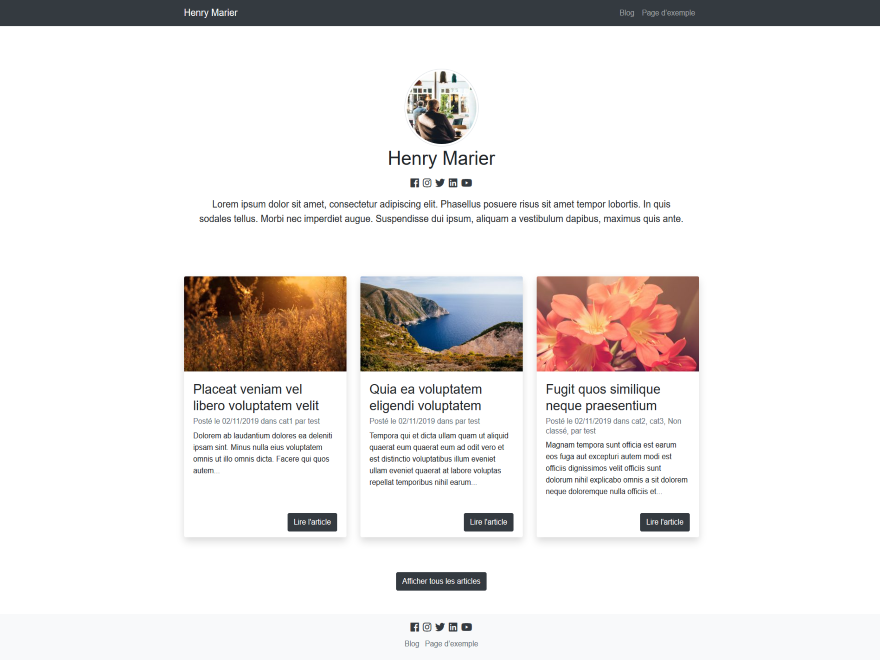 Henry Marier
Blog Page d'exemple
Henry Marier
Lorem ipsum dolor sit amet, consectetur adipiscing elit. Phasellus posuere risus sit amet tempor lobortis. In quis
sodales tellus. Morbi nec imperdiet augue. Suspendisse dui ipsum, aliquam a vestibulum dapibus, maximus quis ante.
Placeat veniam vel
libero voluptatem velit
Posté le 02/11/2019 dans cat1 par test
Dolorem ab laudantium dolores ea deleniti
ipsam sint. Minus nulla eius voluptatem
omnis ut illo omnis dicta. Facere qui quos
autem...
Lire l'article
Quia ea voluptatem
eligendi voluptatem
Posté le 02/11/2019 dans cat1 par test
Tempora qui et dicta ullam quam ut aliquid
quaerat eum quaerat eum ad odit vero et
est distinctio voluptatibus illum eveniet
ullam eveniet quaerat at labore voluptas
repellat temporibus nihil earum...
Lire l'article
Fugit quos similique
neque praesentium
Posté le 02/11/2019 dans cat2, cat3, Non
classé, par test
Magnam tempora sunt officia est earum
eos fuga aut excepturi autem modi est
officiis dignissimos velit officiis sunt
dolorum nihil explicabo omnis a sit dolorem
neque doloremque nulla officiis et...
Lire l'article
Afficher tous les articles
Blog Page d'exemple